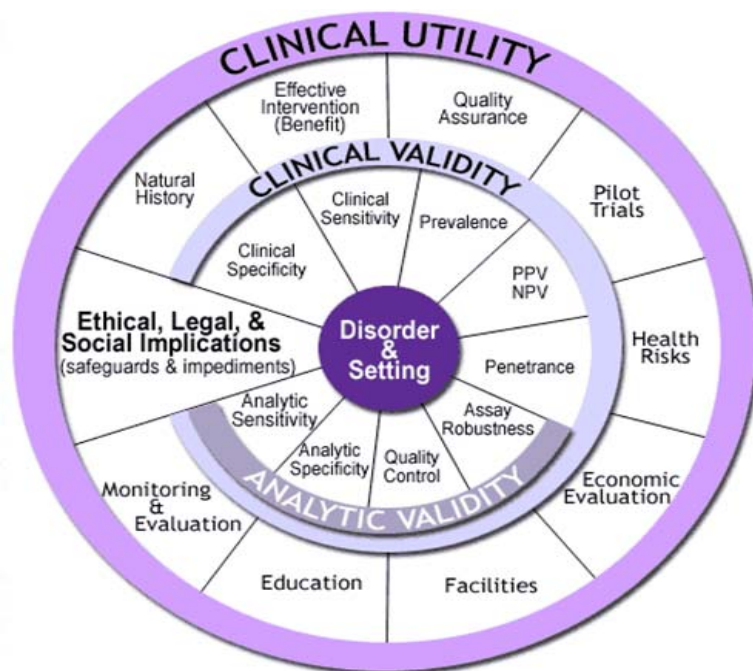 CLINICAL UTILITY
Effective
Intervention
(Benefit)
Quality
Assurance
Natural
History
Pilot
Trials
CLINICAL VALIDITY
Clinical
Sensitivity
Prevalence
Clinical
Specificity
PPV
NPV
Ethical, Legal, &
Social Implications
(safeguards & impediments)
Disorder
&
Setting
Health
Risks
Penetrance
Analytic
Sensitivity
Assay
Robustness
Analytic
Specificity
Quality
Control
ANALYTIC VALIDITY
Monitoring
&
Evaluation
Economic
Evaluation
Education
Facilities